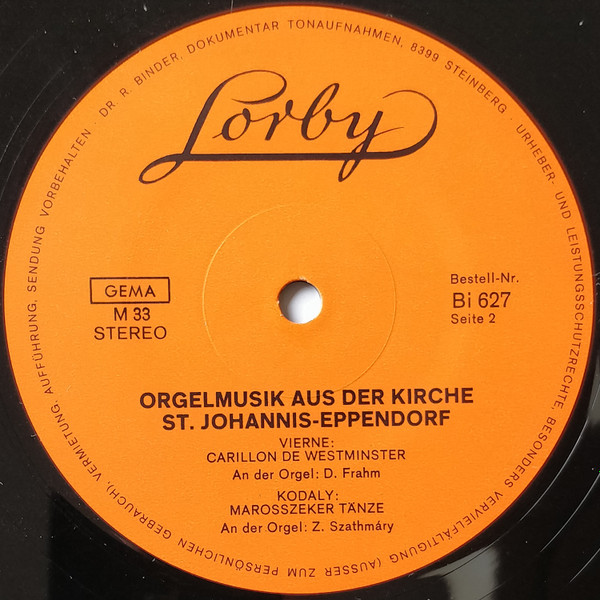 Lorby
DR. R. BINDER, DOKUMENTAR TONAUFNAHMEN, 8399 STEINBERG · URHEBER- UND LEISTUNGSSCHUTZRECHTE, BESONDERS VERVIELFÄLTIGUNG (AUSSER ZUM PERSÖNLICHEN GEBRAUCH), VERMIETUNG, AUFFÜHRUNG, SENDUNG VORBEHALTEN ·
GEMA
M 33
STEREO
Bestell-Nr.
Bi 627
Seite 2
ORGELMUSIK AUS DER KIRCHE
ST. JOHANNIS-EPPENDORF
VIERNE:
CARILLON DE WESTMINSTER
An der Orgel: D. Frahm
KODALY:
MAROSSZEKER TÄNZE
An der Orgel: Z. Szathmáry